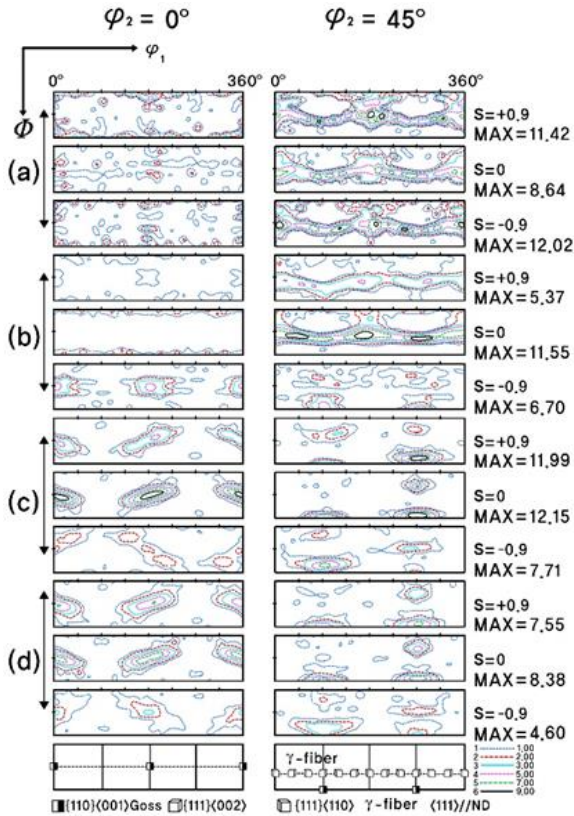 φ₂ = 0° φ₂ = 45°
φ₁
0° 360° 0° 360°
Φ
(a)
S=+0.9
MAX=11.42
S=0
MAX=8.64
S=-0.9
MAX=12.02
(b)
S=+0.9
MAX=5.37
S=0
MAX=11.55
S=-0.9
MAX=6.70
(c)
S=+0.9
MAX=11.99
S=0
MAX=12.15
S=-0.9
MAX=7.71
(d)
S=+0.9
MAX=7.55
S=0
MAX=8.38
S=-0.9
MAX=4.60
γ-fiber
1 1,00
2 2,00
3 3,00
4 5,00
5 7,00
6 9,00
{110}⟨001⟩Goss {111}⟨002⟩ {111}⟨110⟩ γ-fiber ⟨111⟩//ND